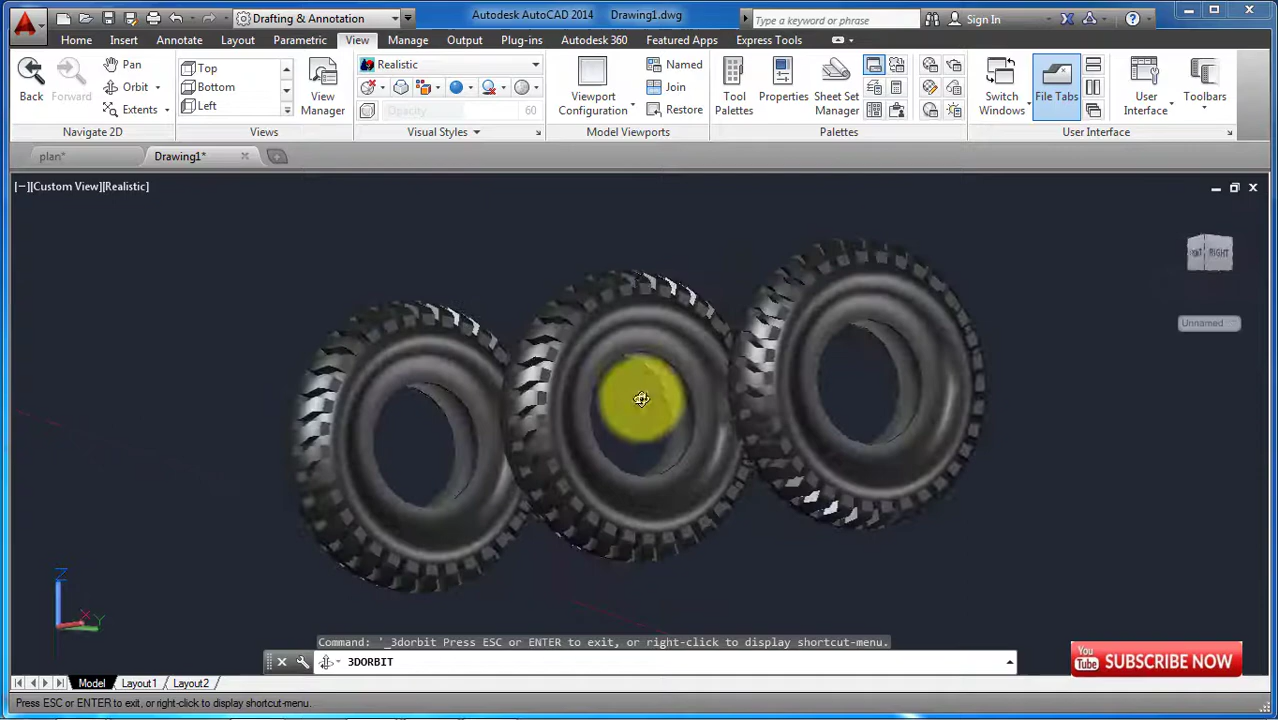 Drafting & Annotation
Autodesk AutoCAD 2014 Drawing1.dwg
Type a keyword or phrase
Sign In
Home Insert Annotate Layout Parametric View Manage Output Plug-ins Autodesk 360 Featured Apps Express Tools
Back
Forward
Pan
Orbit
Extents
Navigate 2D
Top
Bottom
Left
View Manager
Views
Realistic
Opacity 60
Visual Styles
Viewport Configuration
Named
Join
Restore
Model Viewports
Tool Palettes
Properties
Sheet Set Manager
Palettes
Switch Windows
File Tabs
User Interface
Toolbars
User Interface
plan*
Drawing1*
[−][Custom View][Realistic]
RIGHT
Unnamed
Z
X
Y
Command: '_3dorbit Press ESC or ENTER to exit, or right-click to display shortcut-menu.
3DORBIT
You Tube SUBSCRIBE NOW
Model Layout1 Layout2
Press ESC or ENTER to exit, or right-click to display shortcut-menu.